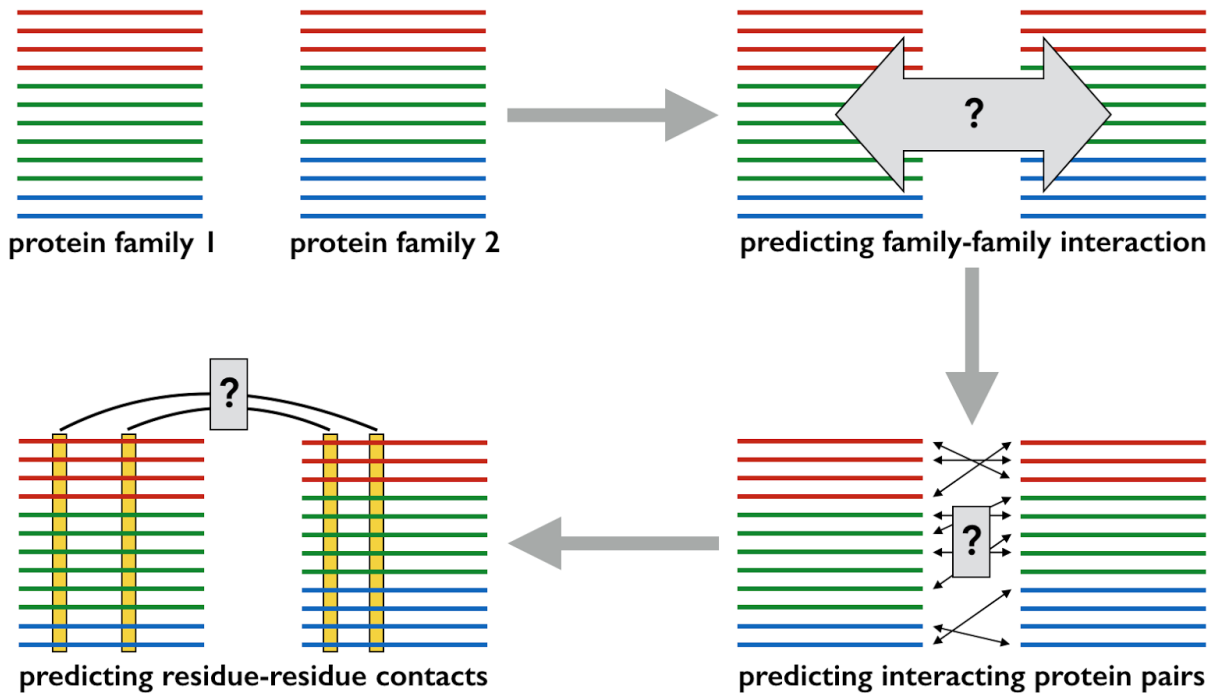 protein family 1
protein family 2
?
predicting family-family interaction
?
predicting residue-residue contacts
?
predicting interacting protein pairs